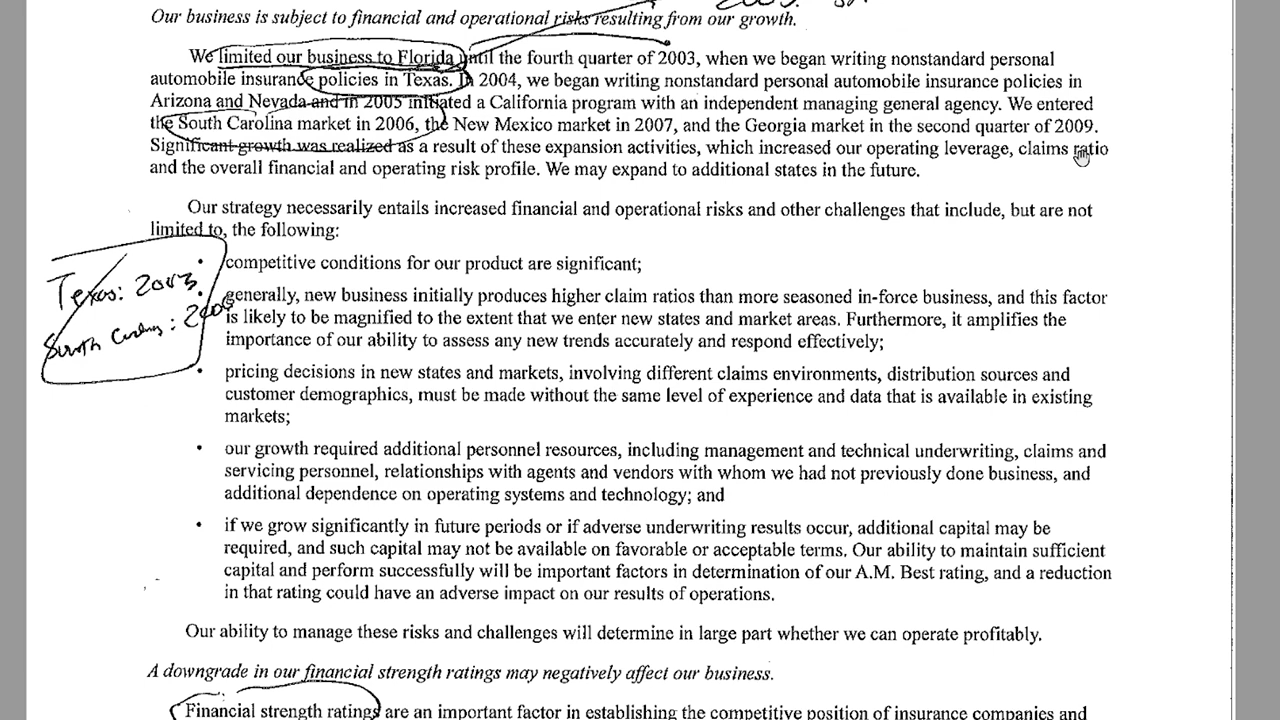 Our business is subject to financial and operational risks resulting from our growth.
We limited our business to Florida until the fourth quarter of 2003, when we began writing nonstandard personal
automobile insurance policies in Texas. In 2004, we began writing nonstandard personal automobile insurance policies in
Arizona and Nevada and in 2005 initiated a California program with an independent managing general agency. We entered
the South Carolina market in 2006, the New Mexico market in 2007, and the Georgia market in the second quarter of 2009.
Significant growth was realized as a result of these expansion activities, which increased our operating leverage, claims ratio
and the overall financial and operating risk profile. We may expand to additional states in the future.
Our strategy necessarily entails increased financial and operational risks and other challenges that include, but are not
limited to, the following:
• competitive conditions for our product are significant;
Texas: 2003.
South Carolina:
• generally, new business initially produces higher claim ratios than more seasoned in-force business, and this factor
is likely to be magnified to the extent that we enter new states and market areas. Furthermore, it amplifies the
importance of our ability to assess any new trends accurately and respond effectively;
• pricing decisions in new states and markets, involving different claims environments, distribution sources and
customer demographics, must be made without the same level of experience and data that is available in existing
markets;
• our growth required additional personnel resources, including management and technical underwriting, claims and
servicing personnel, relationships with agents and vendors with whom we had not previously done business, and
additional dependence on operating systems and technology; and
• if we grow significantly in future periods or if adverse underwriting results occur, additional capital may be
required, and such capital may not be available on favorable or acceptable terms. Our ability to maintain sufficient
capital and perform successfully will be important factors in determination of our A.M. Best rating, and a reduction
in that rating could have an adverse impact on our results of operations.
Our ability to manage these risks and challenges will determine in large part whether we can operate profitably.
A downgrade in our financial strength ratings may negatively affect our business.
Financial strength ratings are an important factor in establishing the competitive position of insurance companies and